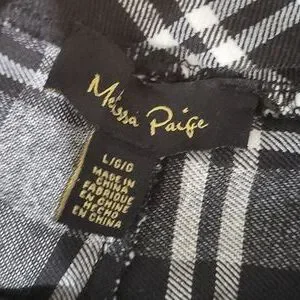 Melissa Paige
L/G/G
MADE IN
CHINA
FABRIQUÉ
EN CHINE
HECHO
EN CHINA